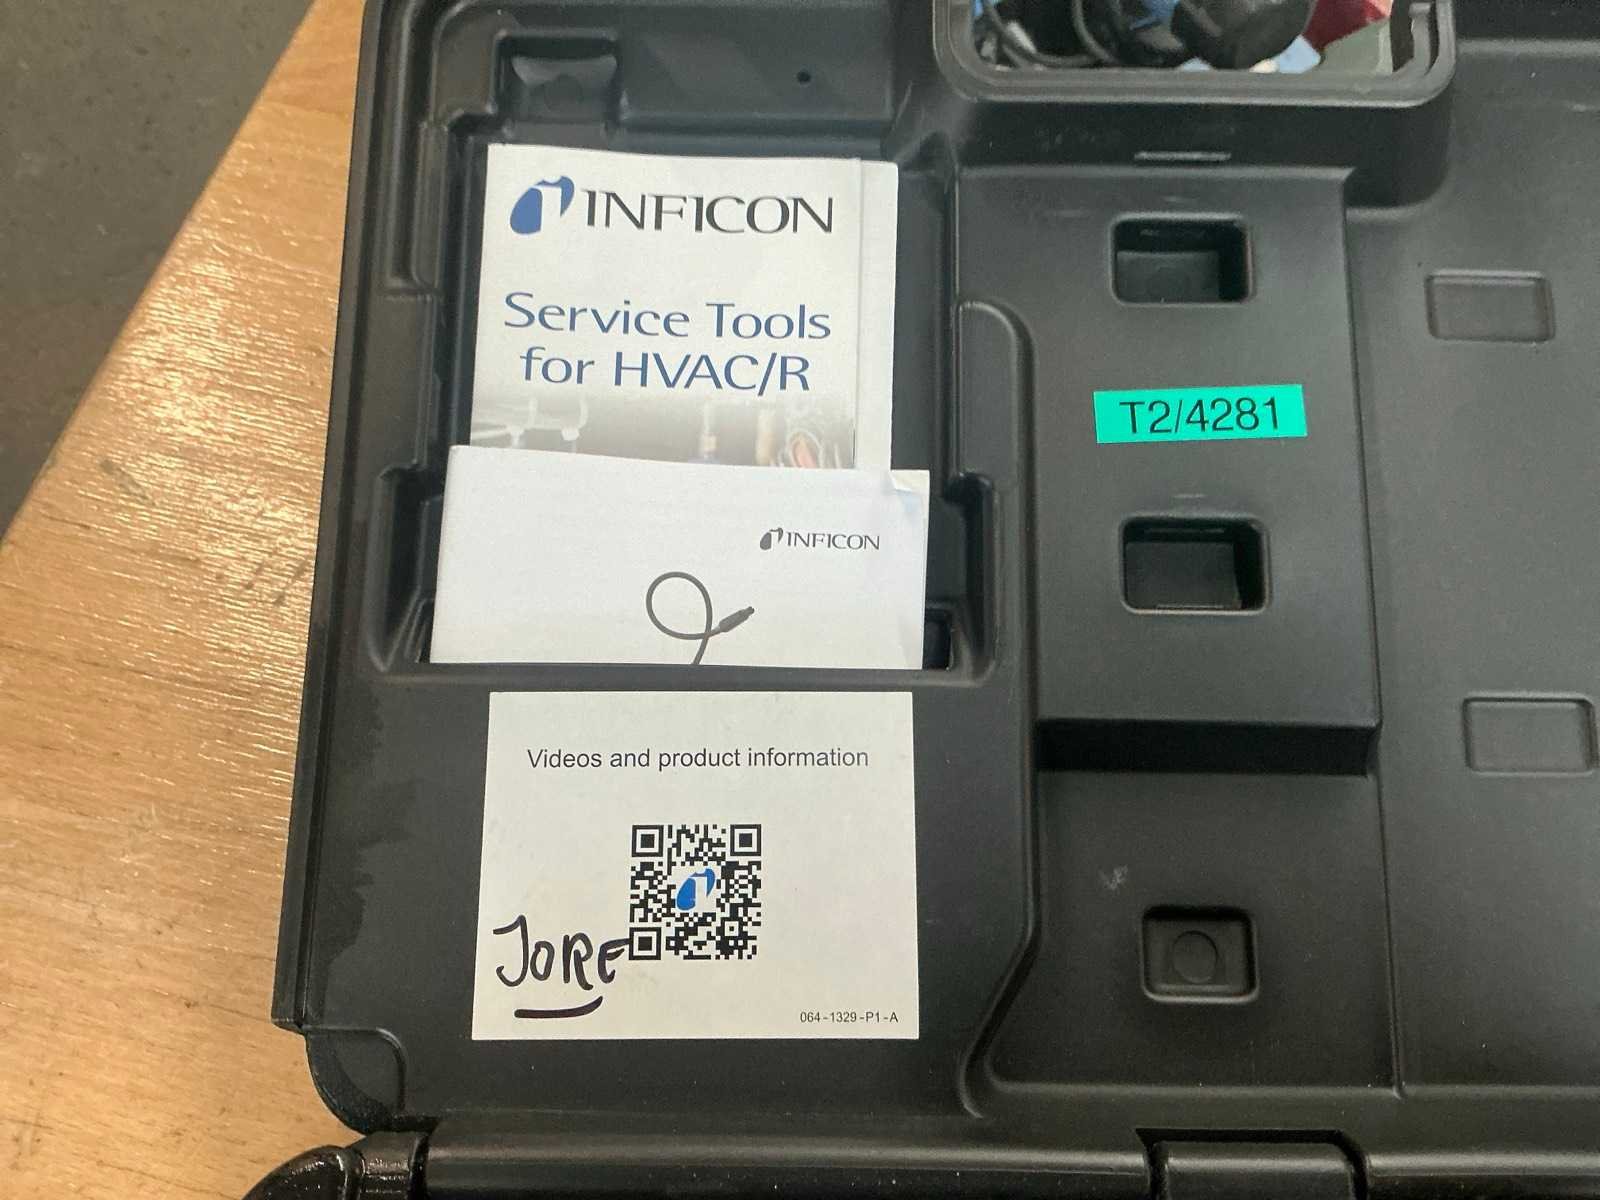 INFICON
Service Tools
for HVAC/R
T2/4281
INFICON
Videos and product information
JORE
064-1329-P1-A